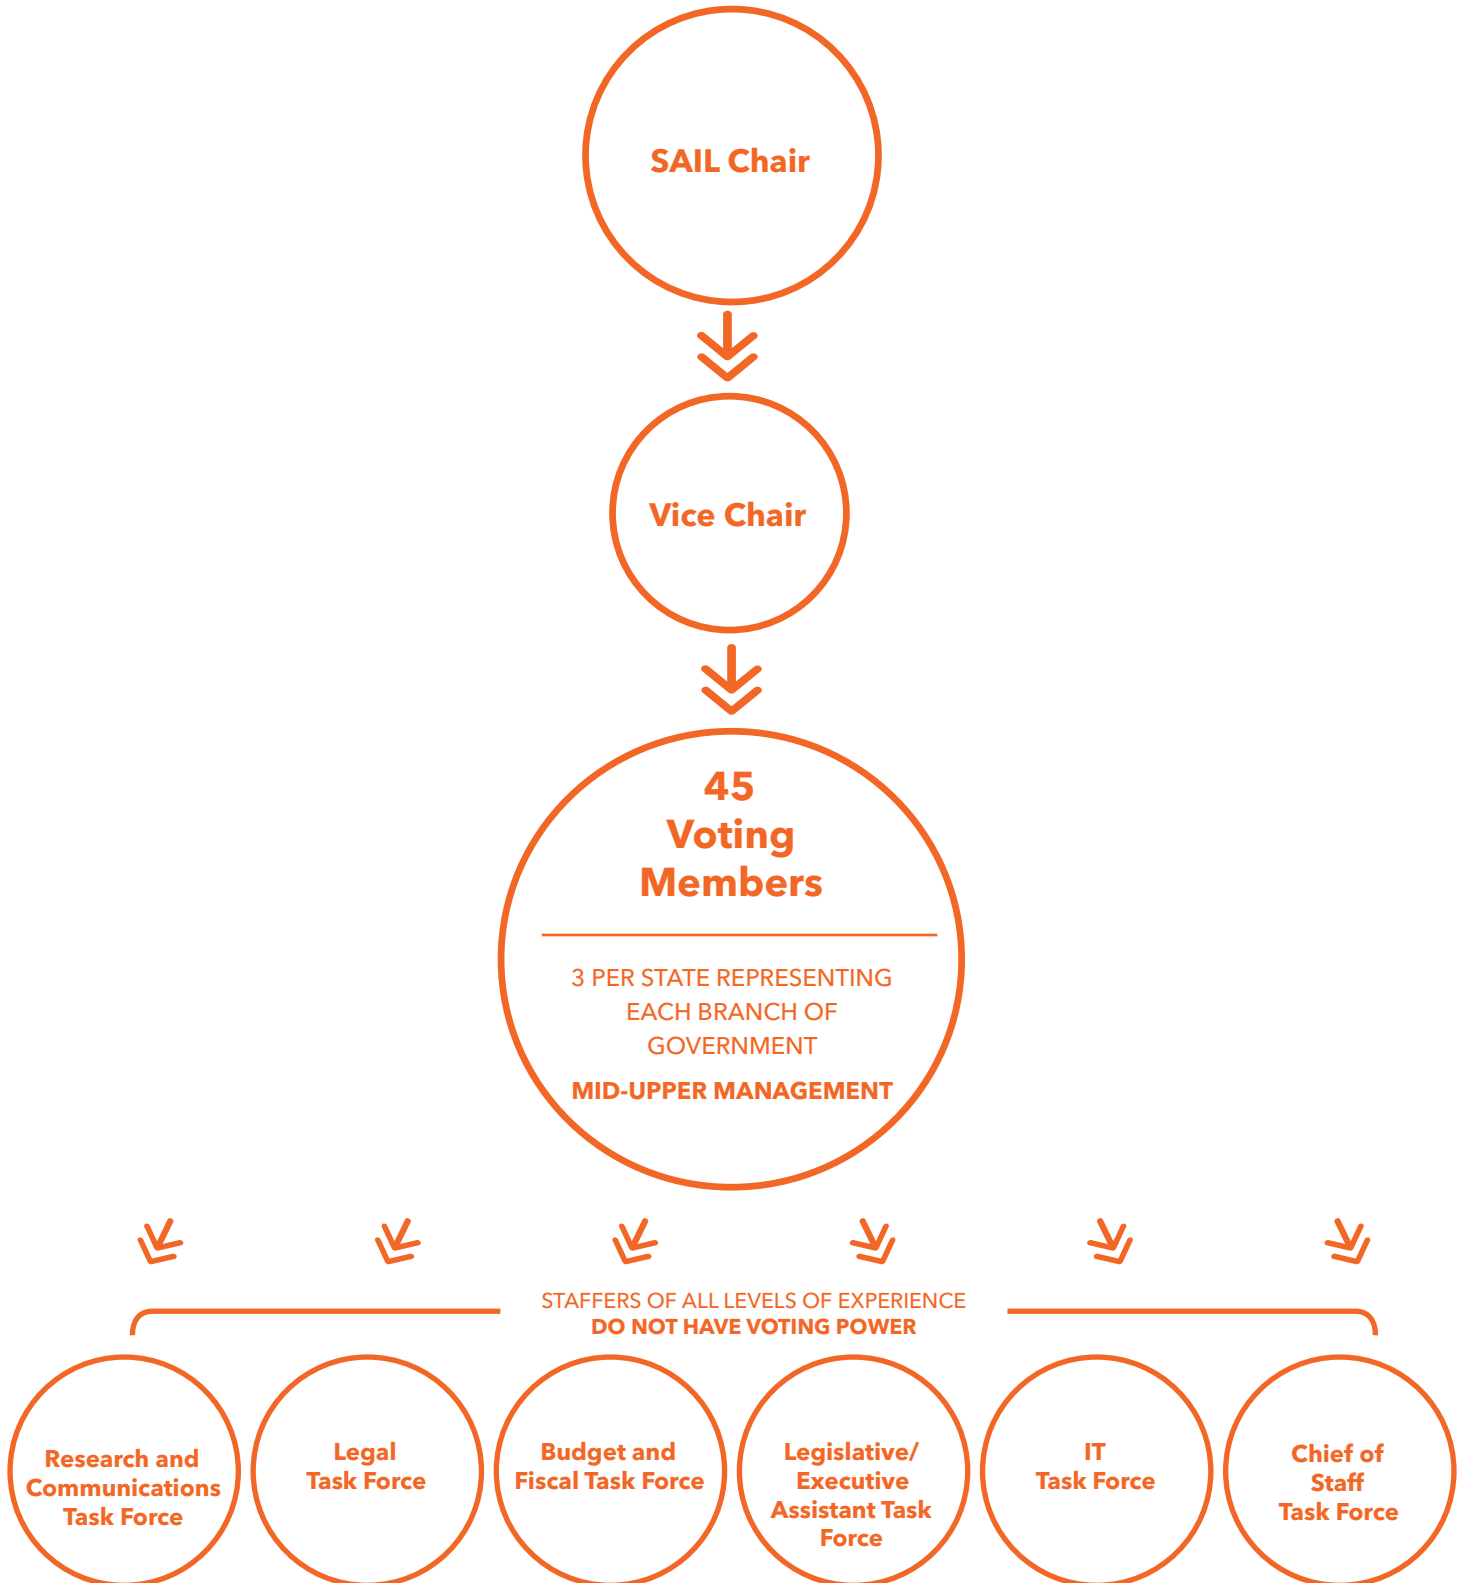 SAIL Chair
Vice Chair
45
Voting
Members
3 PER STATE REPRESENTING
EACH BRANCH OF
GOVERNMENT
MID-UPPER MANAGEMENT
STAFFERS OF ALL LEVELS OF EXPERIENCE
DO NOT HAVE VOTING POWER
Research and
Communications
Task Force
Legal
Task Force
Budget and
Fiscal Task Force
Legislative/
Executive
Assistant Task
Force
IT
Task Force
Chief of
Staff
Task Force